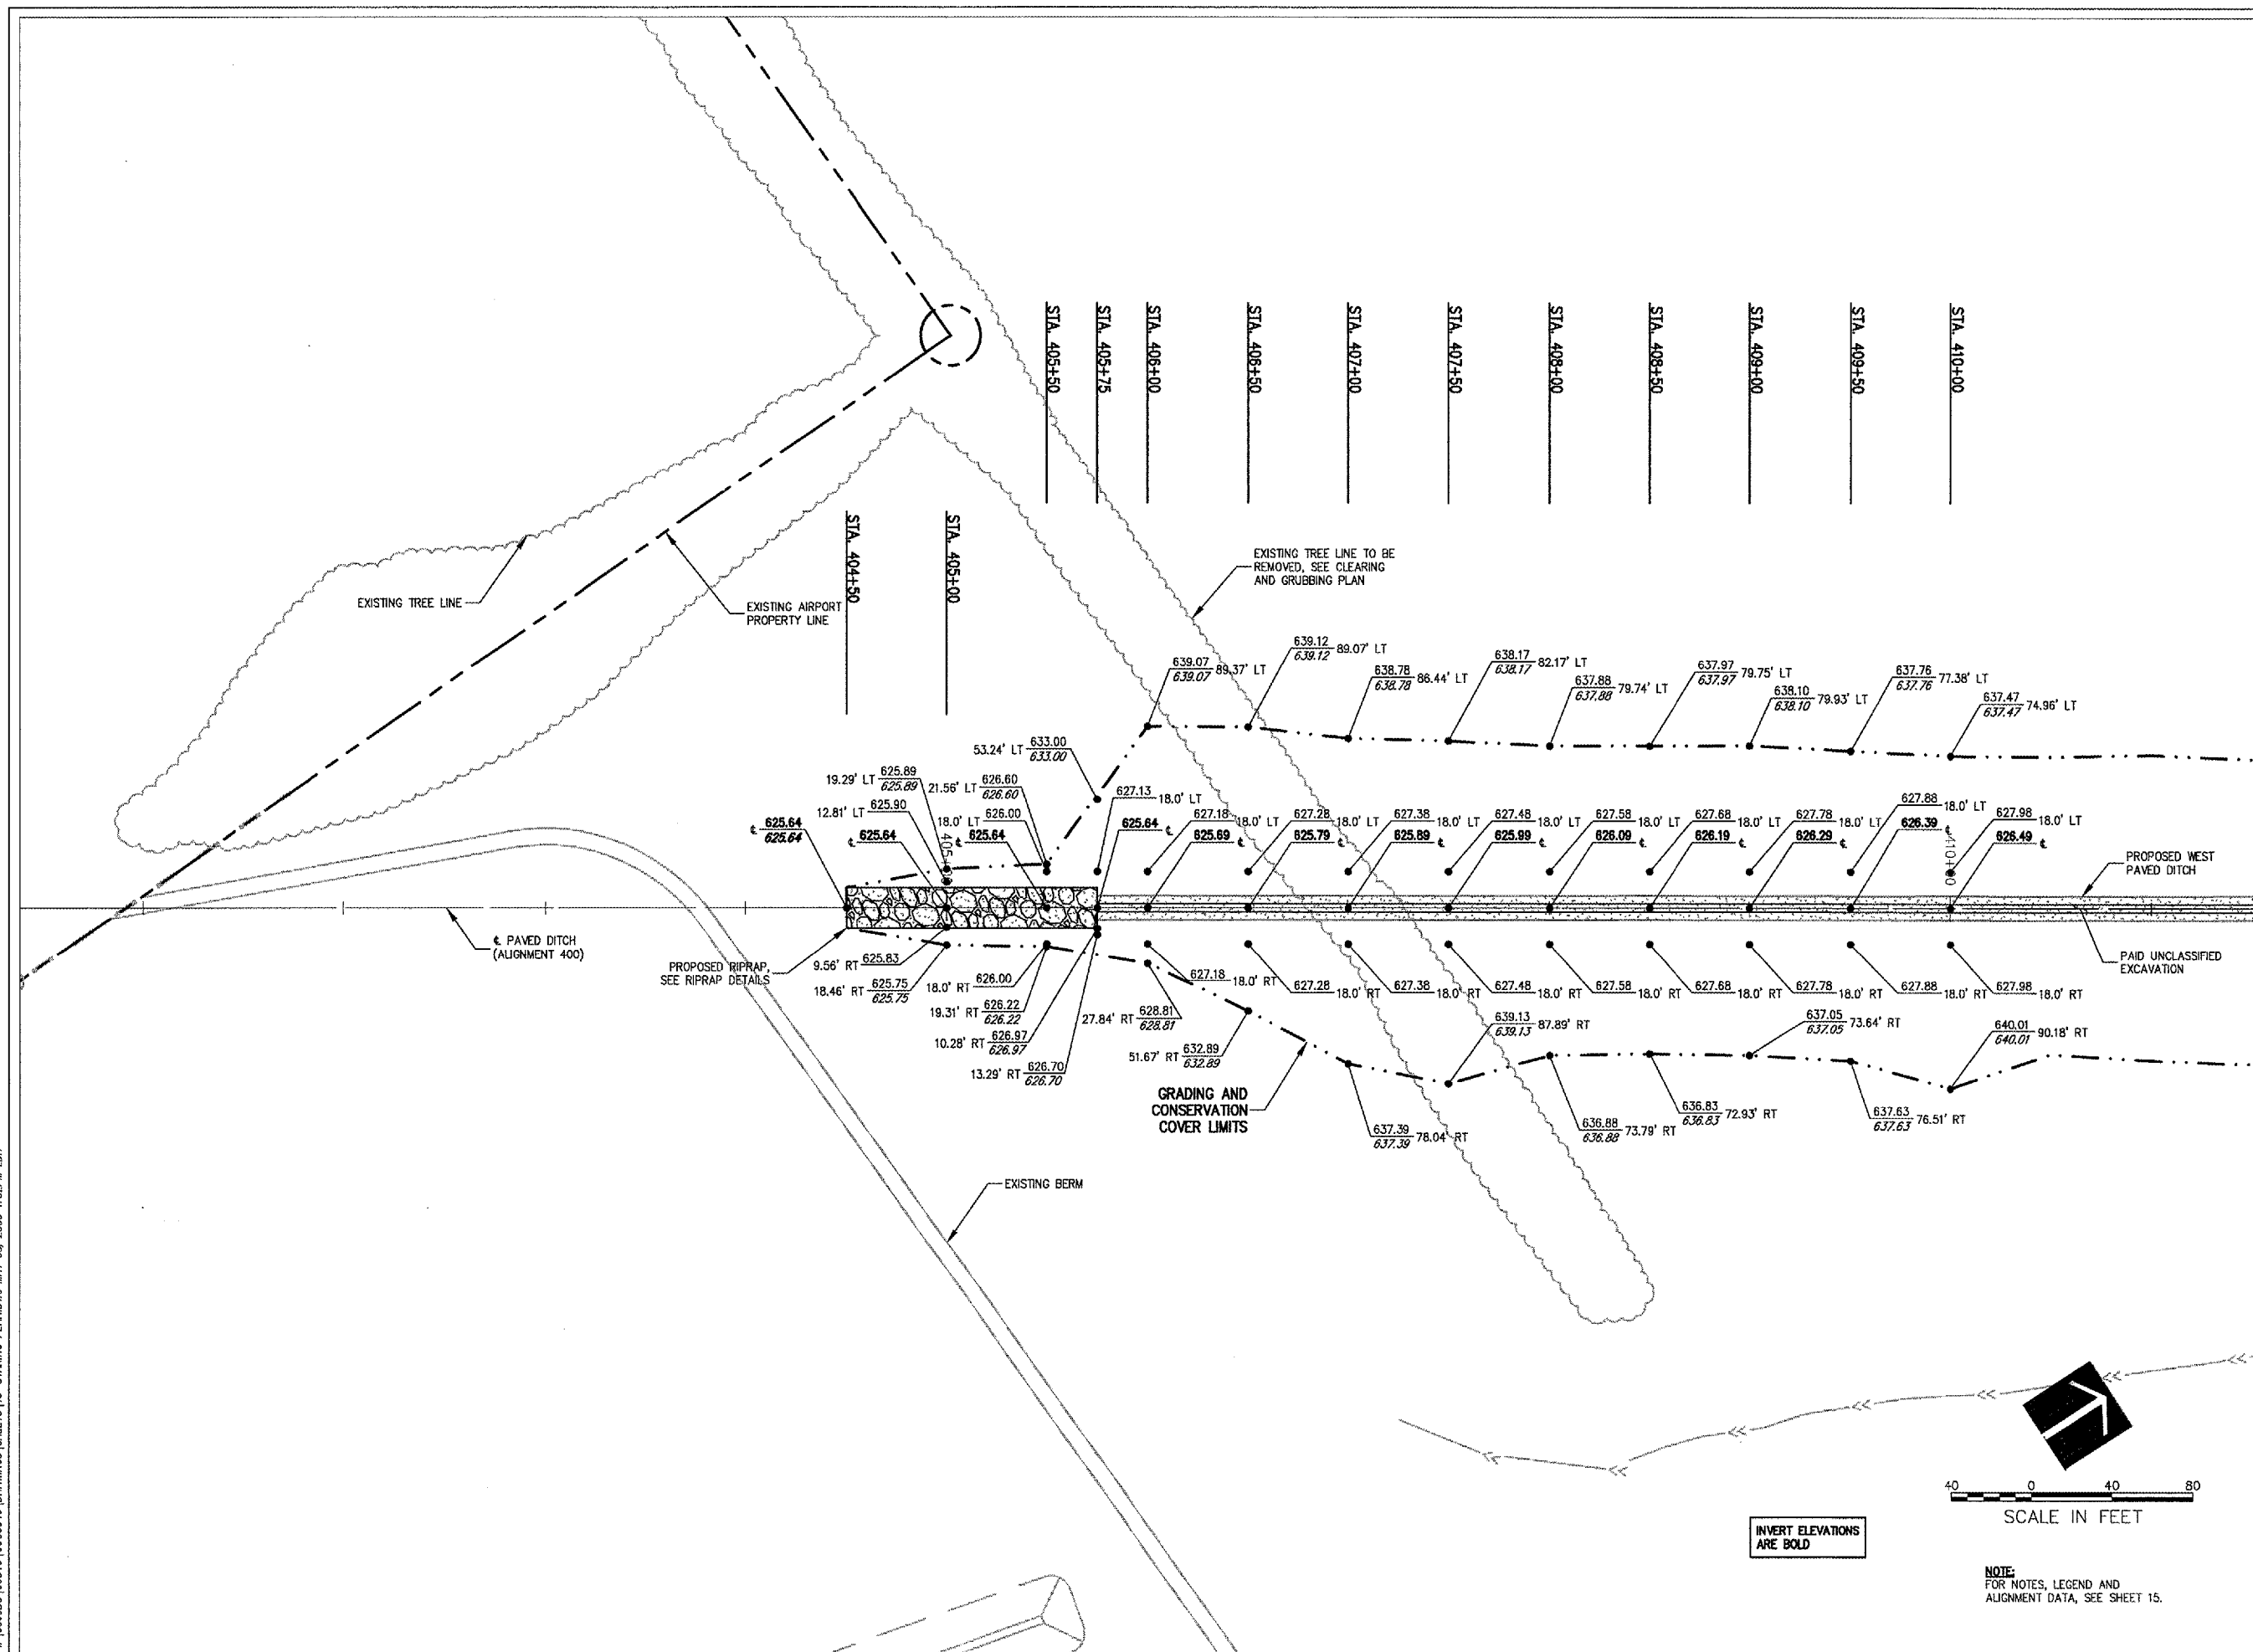 STA. 405+50
STA. 405+75
STA. 406+00
STA. 406+50
STA. 407+00
STA. 407+50
STA. 408+00
STA. 408+50
STA. 409+00
STA. 409+50
STA. 410+00
STA. 404+50
STA. 405+00
EXISTING TREE LINE TO BE
REMOVED, SEE CLEARING
AND GRUBBING PLAN
EXISTING TREE LINE
EXISTING AIRPORT
PROPERTY LINE
639.07
639.07 89.37' LT
639.12
639.12 89.07' LT
638.78
638.78 86.44' LT
638.17
638.17 82.17' LT
637.88
637.88 79.74' LT
637.97
637.97 79.75' LT
638.10
638.10 79.93' LT
637.76
637.76 77.38' LT
637.47
637.47 74.96' LT
53.24' LT 633.00
633.00
19.29' LT 625.89
625.89
21.56' LT 626.60
626.60
12.81' LT 625.90
18.0' LT 626.00
627.13 18.0' LT
627.18 18.0' LT
627.28 18.0' LT
627.38 18.0' LT
627.48 18.0' LT
627.58 18.0' LT
627.68 18.0' LT
627.78 18.0' LT
627.88 18.0' LT
627.98 18.0' LT
℄ 625.64
625.64
℄ 625.64
℄ 625.64
625.64 ℄
625.69 ℄
625.79 ℄
625.89 ℄
625.99 ℄
626.09 ℄
626.19 ℄
626.29 ℄
626.39 ℄
626.49 ℄
410+00
PROPOSED WEST
PAVED DITCH
℄ PAVED DITCH
(ALIGNMENT 400)
PROPOSED RIPRAP,
SEE RIPRAP DETAILS
PAID UNCLASSIFIED
EXCAVATION
9.56' RT 625.83
18.46' RT 625.75
625.75
18.0' RT 626.00
19.31' RT 626.22
626.22
10.28' RT 626.97
626.97
13.29' RT 626.70
626.70
627.18 18.0' RT
627.28 18.0' RT
627.38 18.0' RT
627.48 18.0' RT
627.58 18.0' RT
627.68 18.0' RT
627.78 18.0' RT
627.88 18.0' RT
627.98 18.0' RT
27.84' RT 628.81
628.81
51.67' RT 632.89
632.89
639.13
639.13 87.89' RT
637.05
637.05 73.64' RT
640.01
640.01 90.18' RT
GRADING AND
CONSERVATION
COVER LIMITS
637.39
637.39 78.04' RT
636.88
636.88 73.79' RT
636.83
636.83 72.93' RT
637.63
637.63 76.51' RT
EXISTING BERM
40 0 40 80
SCALE IN FEET
INVERT ELEVATIONS
ARE BOLD
NOTE:
FOR NOTES, LEGEND AND
ALIGNMENT DATA, SEE SHEET 15.